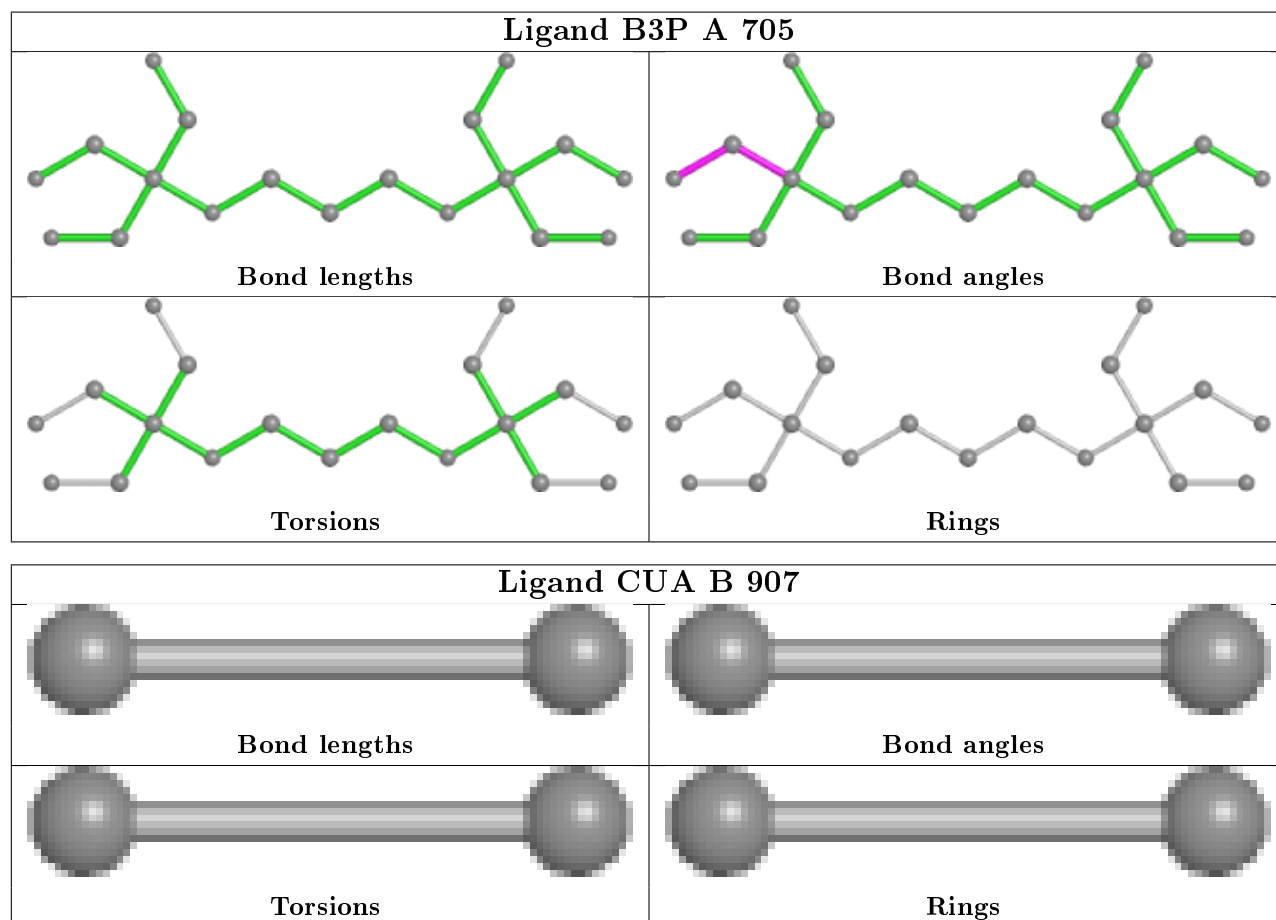 Ligand B3P A 705
Bond lengths
Bond angles
Torsions
Rings
Ligand CUA B 907
Bond lengths
Bond angles
Torsions
Rings